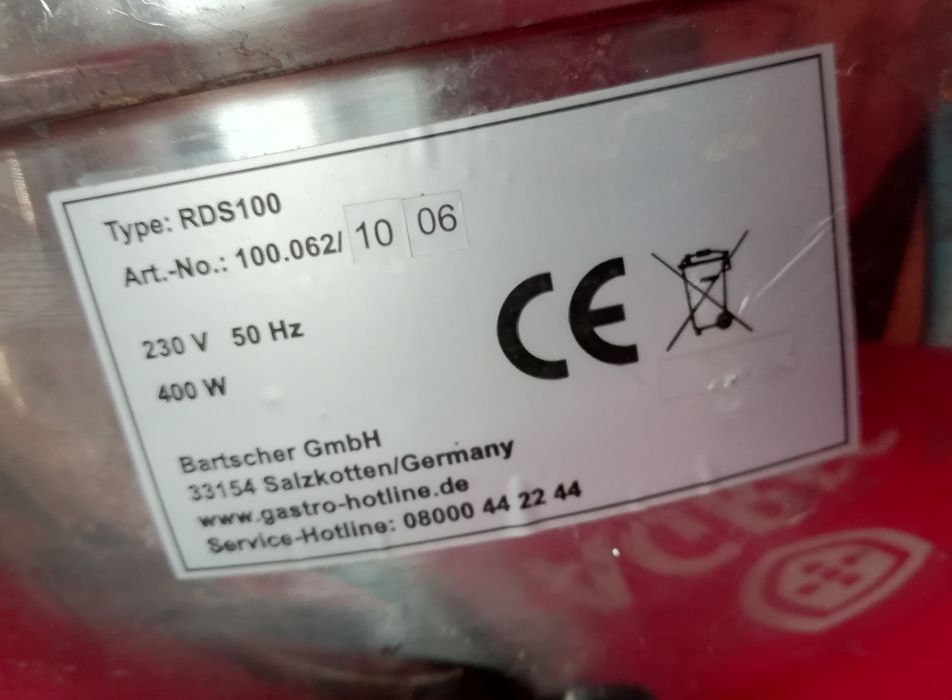 Type: RDS100
Art.-No.: 100.062/ 10 06
230 V 50 Hz
400 W
CE
Bartscher GmbH
33154 Salzkotten/Germany
www.gastro-hotline.de
Service-Hotline: 08000 44 22 44